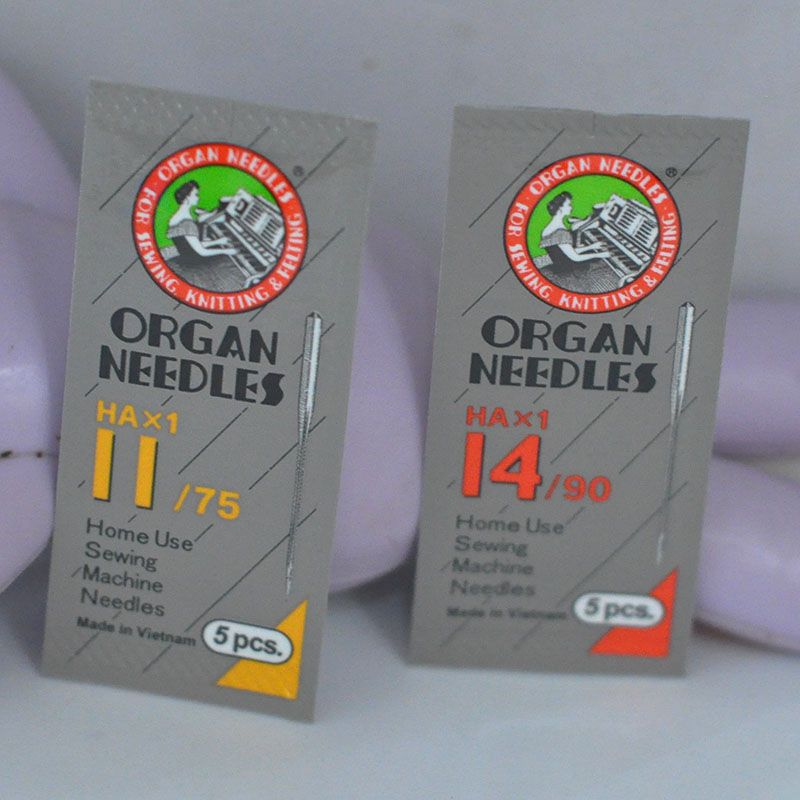 ORGAN NEEDLES
FOR SEWING, KNITTING & FELTING
®
ORGAN
NEEDLES
HA×1
11/75
Home Use
Sewing
Machine
Needles
Made in Vietnam
5 pcs.
ORGAN NEEDLES
FOR SEWING, KNITTING & FELTING
®
ORGAN
NEEDLES
HA×1
14/90
Home Use
Sewing
Machine
Needles
Made in Vietnam
5 pcs.